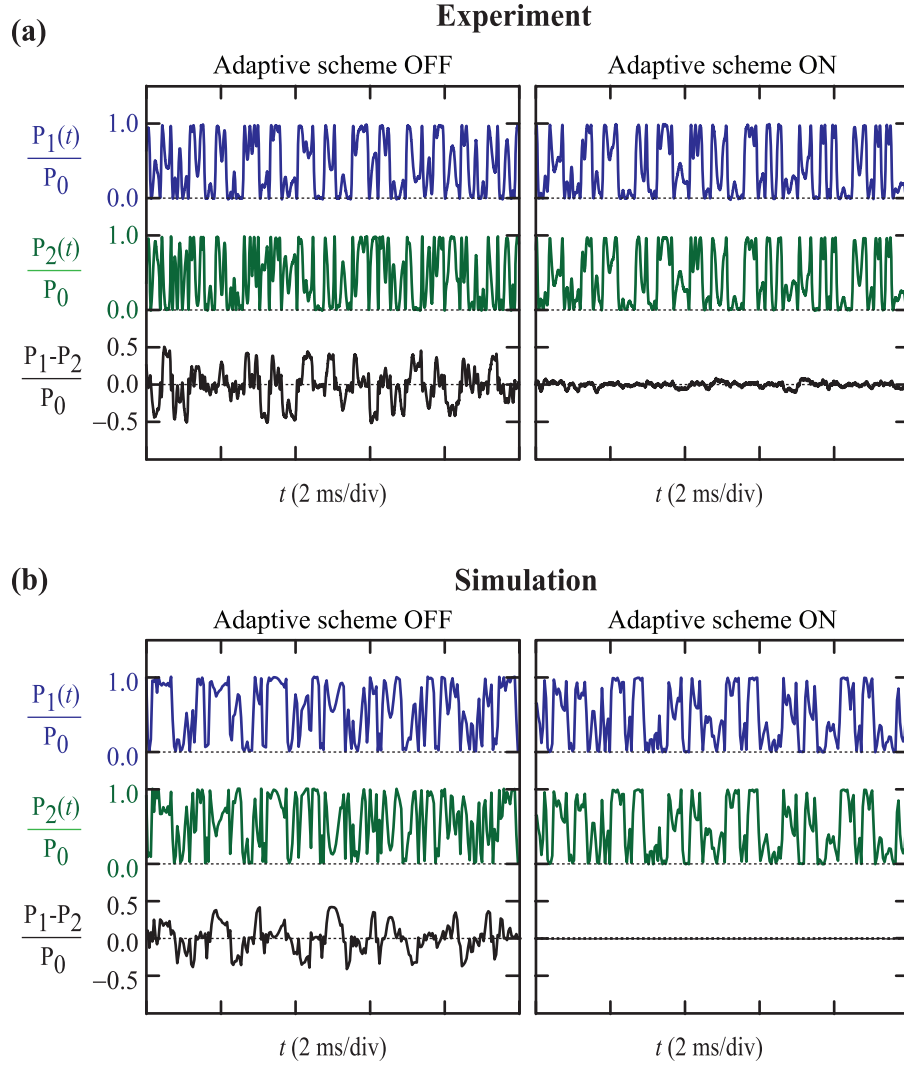 (a)
Experiment
Adaptive scheme OFF
Adaptive scheme ON
P1(t)
P0
1.0
0.0
P2(t)
P0
1.0
0.0
P1-P2
P0
0.5
0.0
−0.5
t (2 ms/div)
t (2 ms/div)
(b)
Simulation
Adaptive scheme OFF
Adaptive scheme ON
P1(t)
P0
1.0
0.0
P2(t)
P0
1.0
0.0
P1-P2
P0
0.5
0.0
−0.5
t (2 ms/div)
t (2 ms/div)